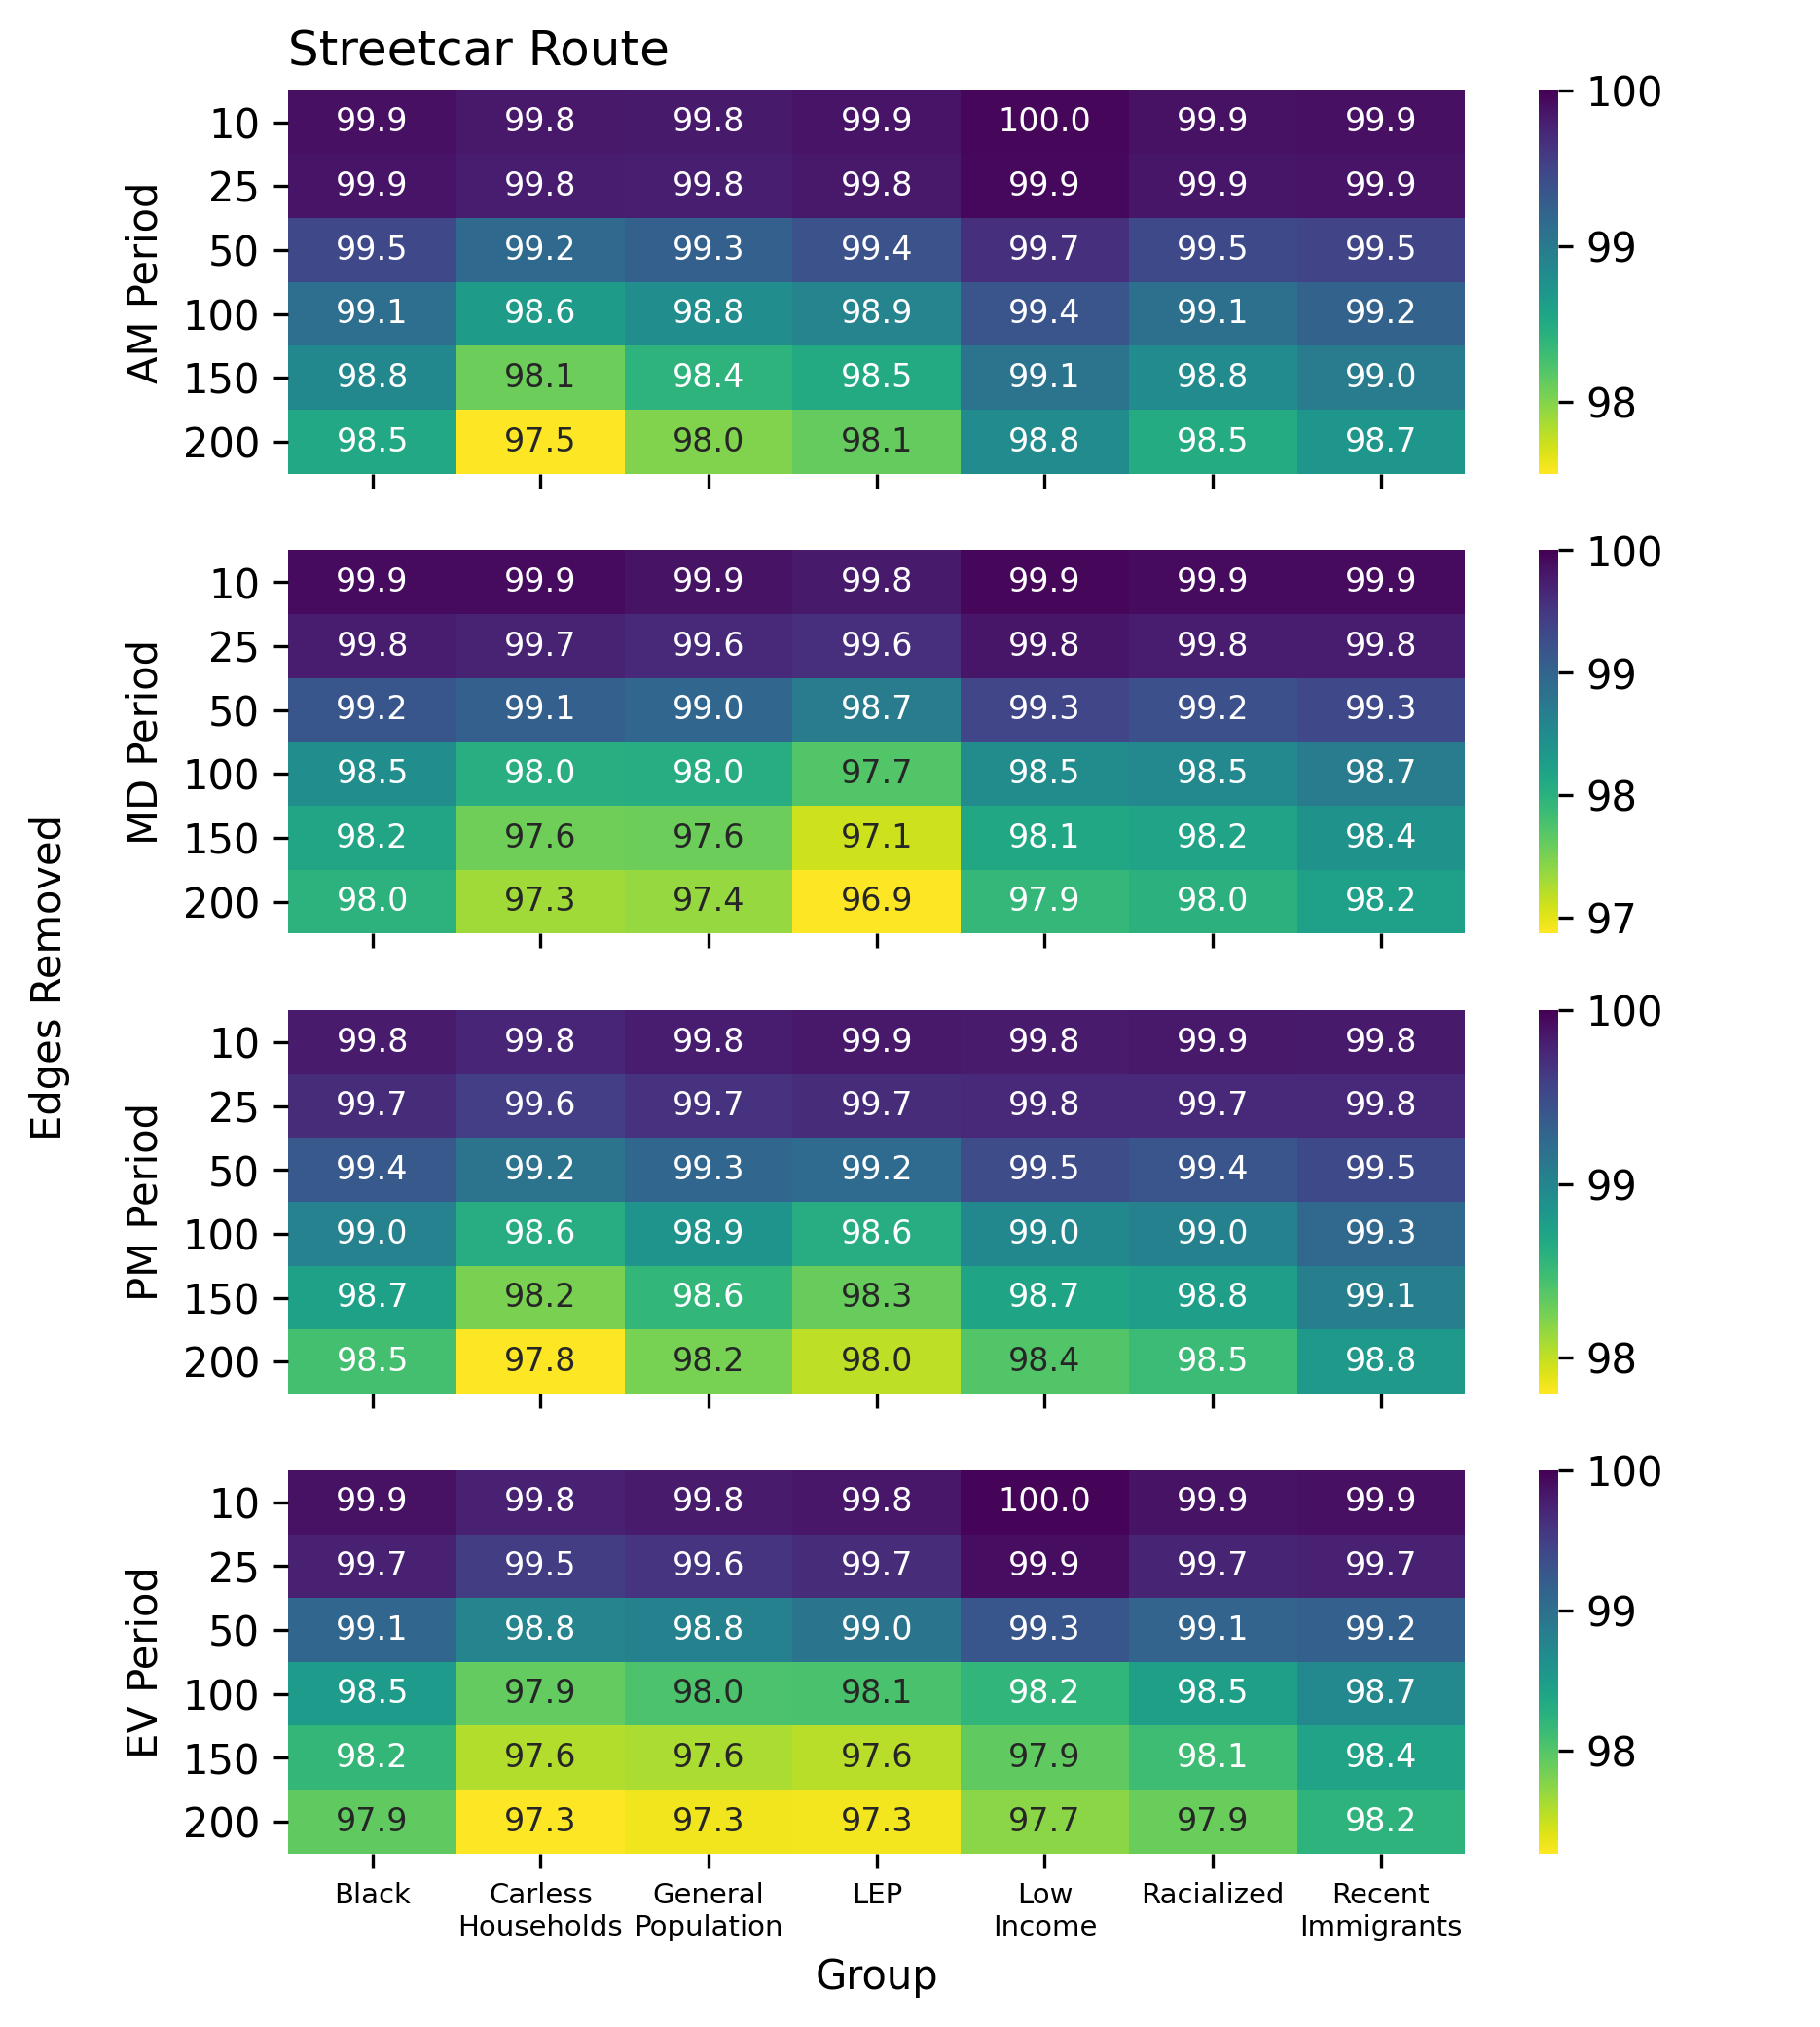 Streetcar Route
AM Period
10 99.9 99.8 99.8 99.9 100.0 99.9 99.9
25 99.9 99.8 99.8 99.8 99.9 99.9 99.9
50 99.5 99.2 99.3 99.4 99.7 99.5 99.5
100 99.1 98.6 98.8 98.9 99.4 99.1 99.2
150 98.8 98.1 98.4 98.5 99.1 98.8 99.0
200 98.5 97.5 98.0 98.1 98.8 98.5 98.7
100
99
98
Edges Removed
MD Period
10 99.9 99.9 99.9 99.8 99.9 99.9 99.9
25 99.8 99.7 99.6 99.6 99.8 99.8 99.8
50 99.2 99.1 99.0 98.7 99.3 99.2 99.3
100 98.5 98.0 98.0 97.7 98.5 98.5 98.7
150 98.2 97.6 97.6 97.1 98.1 98.2 98.4
200 98.0 97.3 97.4 96.9 97.9 98.0 98.2
100
99
98
97
PM Period
10 99.8 99.8 99.8 99.9 99.8 99.9 99.8
25 99.7 99.6 99.7 99.7 99.8 99.7 99.8
50 99.4 99.2 99.3 99.2 99.5 99.4 99.5
100 99.0 98.6 98.9 98.6 99.0 99.0 99.3
150 98.7 98.2 98.6 98.3 98.7 98.8 99.1
200 98.5 97.8 98.2 98.0 98.4 98.5 98.8
100
99
98
EV Period
10 99.9 99.8 99.8 99.8 100.0 99.9 99.9
25 99.7 99.5 99.6 99.7 99.9 99.7 99.7
50 99.1 98.8 98.8 99.0 99.3 99.1 99.2
100 98.5 97.9 98.0 98.1 98.2 98.5 98.7
150 98.2 97.6 97.6 97.6 97.9 98.1 98.4
200 97.9 97.3 97.3 97.3 97.7 97.9 98.2
100
99
98
Black Carless General LEP Low Racialized Recent
Households Population Income Immigrants
Group